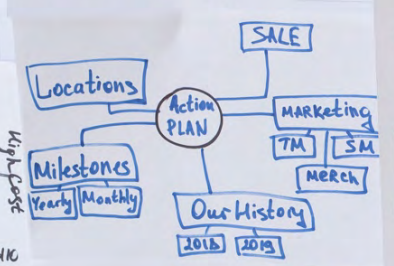 SALE
Locations
Action
PLAN
MARKeting
TM
SM
MeRCH
Milestones
Yearly
Monthly
Our History
2018
2019
High Cost